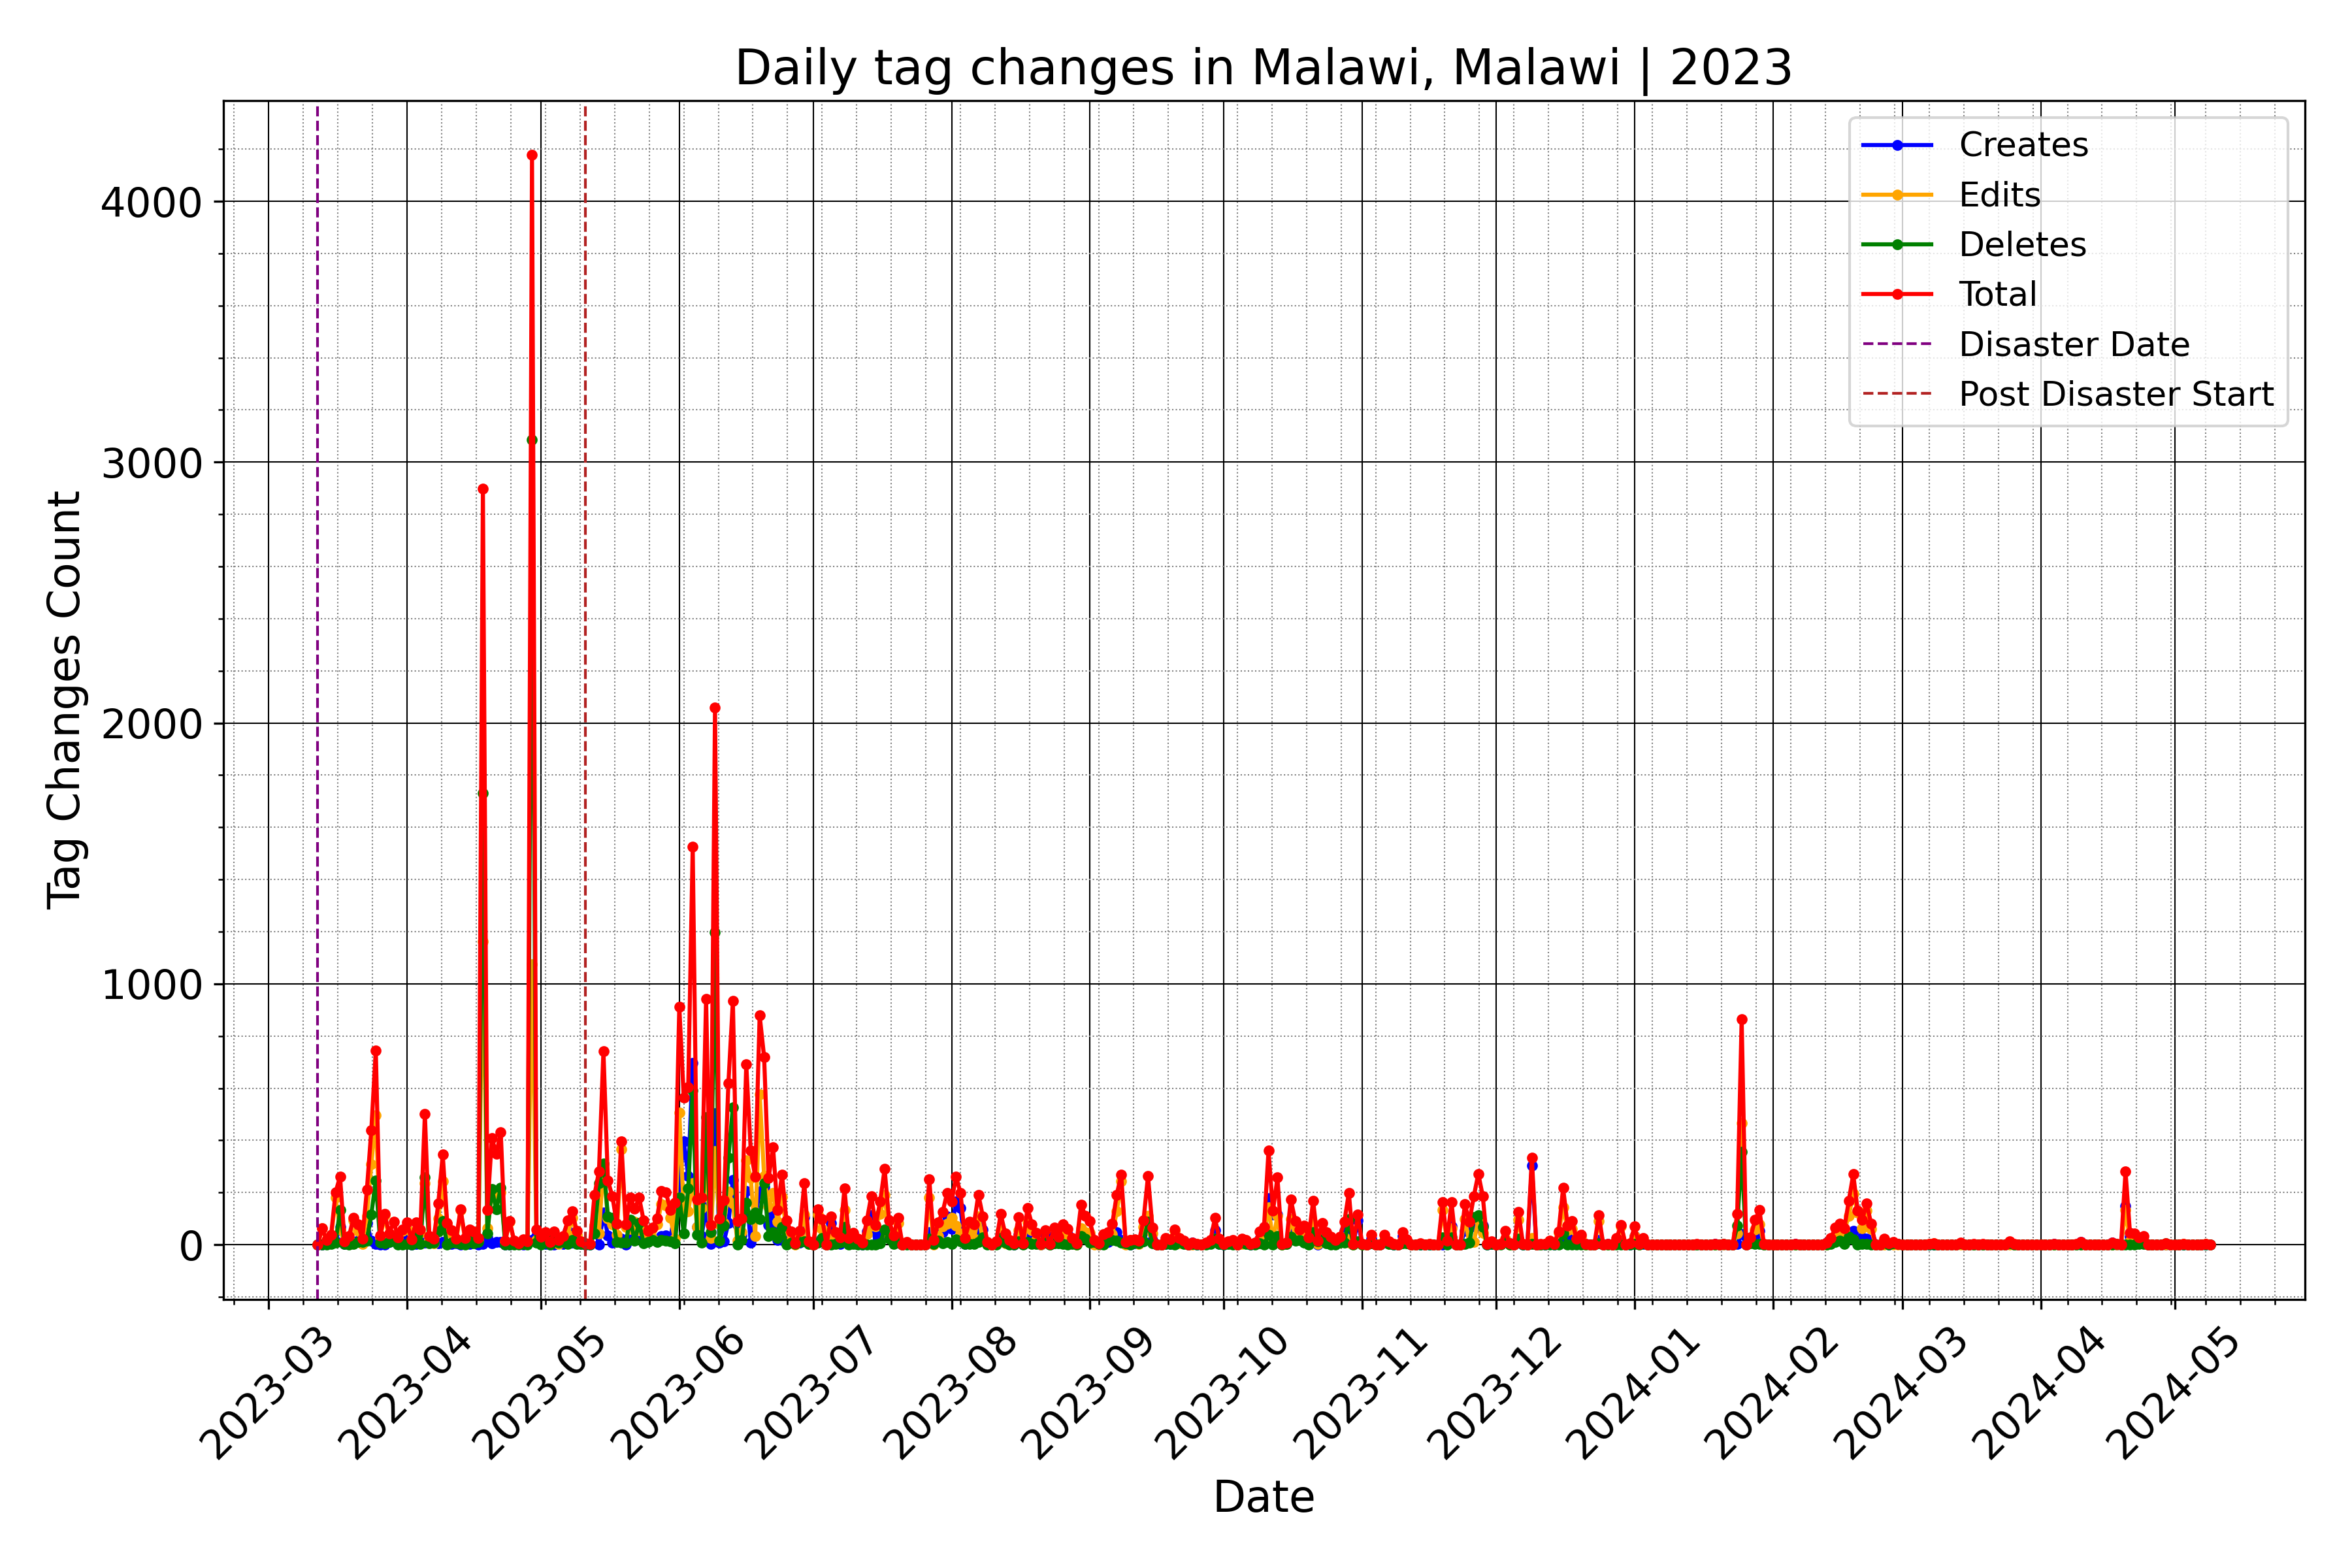 Daily tag changes in Malawi, Malawi | 2023
Creates
Edits
Deletes
Total
Disaster Date
Post Disaster Start
Tag Changes Count
4000
3000
2000
1000
0
2023-03
2023-04
2023-05
2023-06
2023-07
2023-08
2023-09
2023-10
2023-11
2023-12
2024-01
2024-02
2024-03
2024-04
2024-05
Date